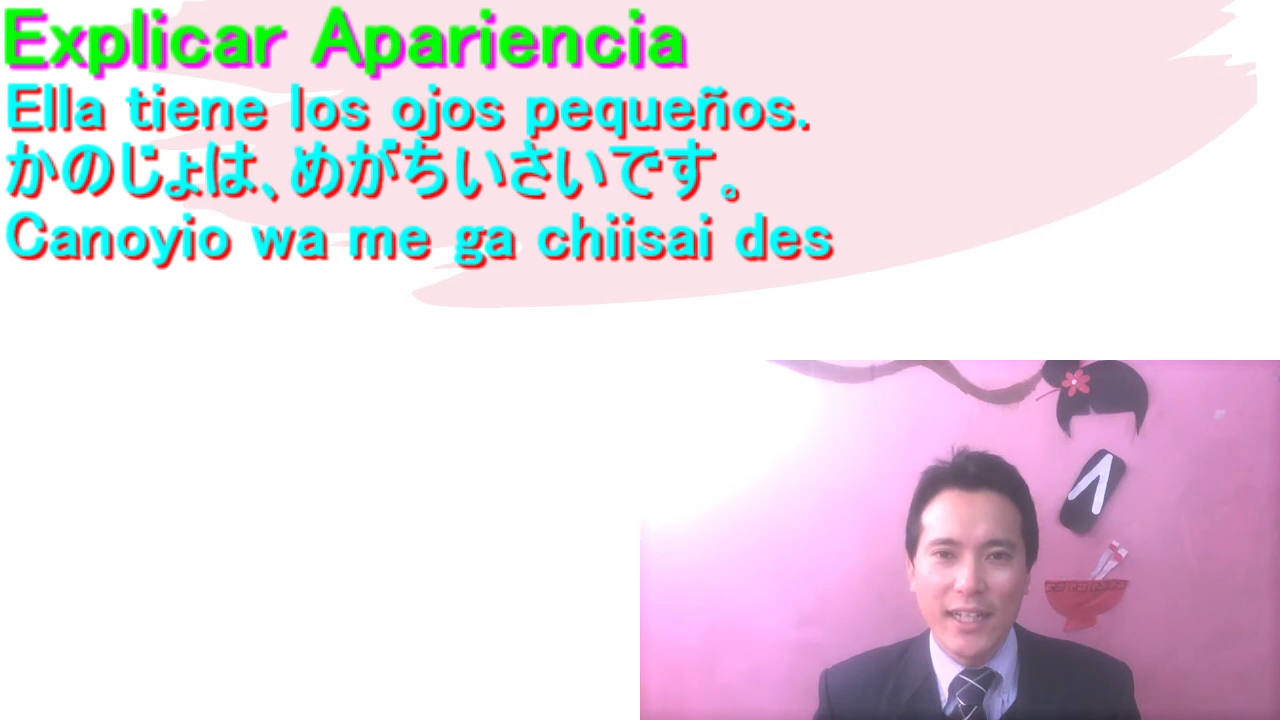 Explicar Apariencia
Ella tiene los ojos pequeños.
かのじょは、めがちいさいです。
Canoyio wa me ga chiisai des